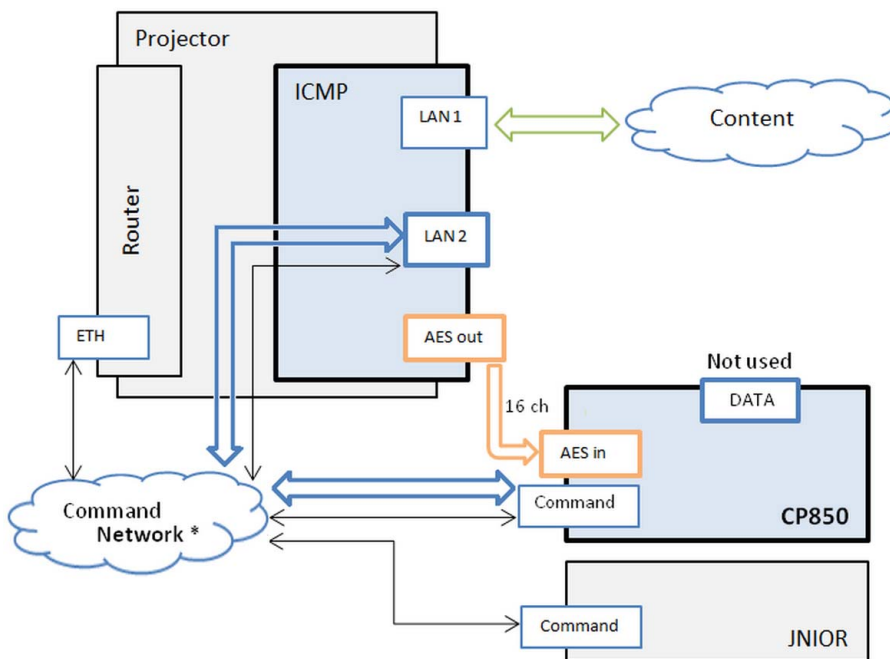 Projector
Router
ICMP
LAN 1
Content
LAN 2
ETH
AES out
16 ch
Not used
DATA
AES in
Command
CP850
Command
Network *
Command
JNIOR